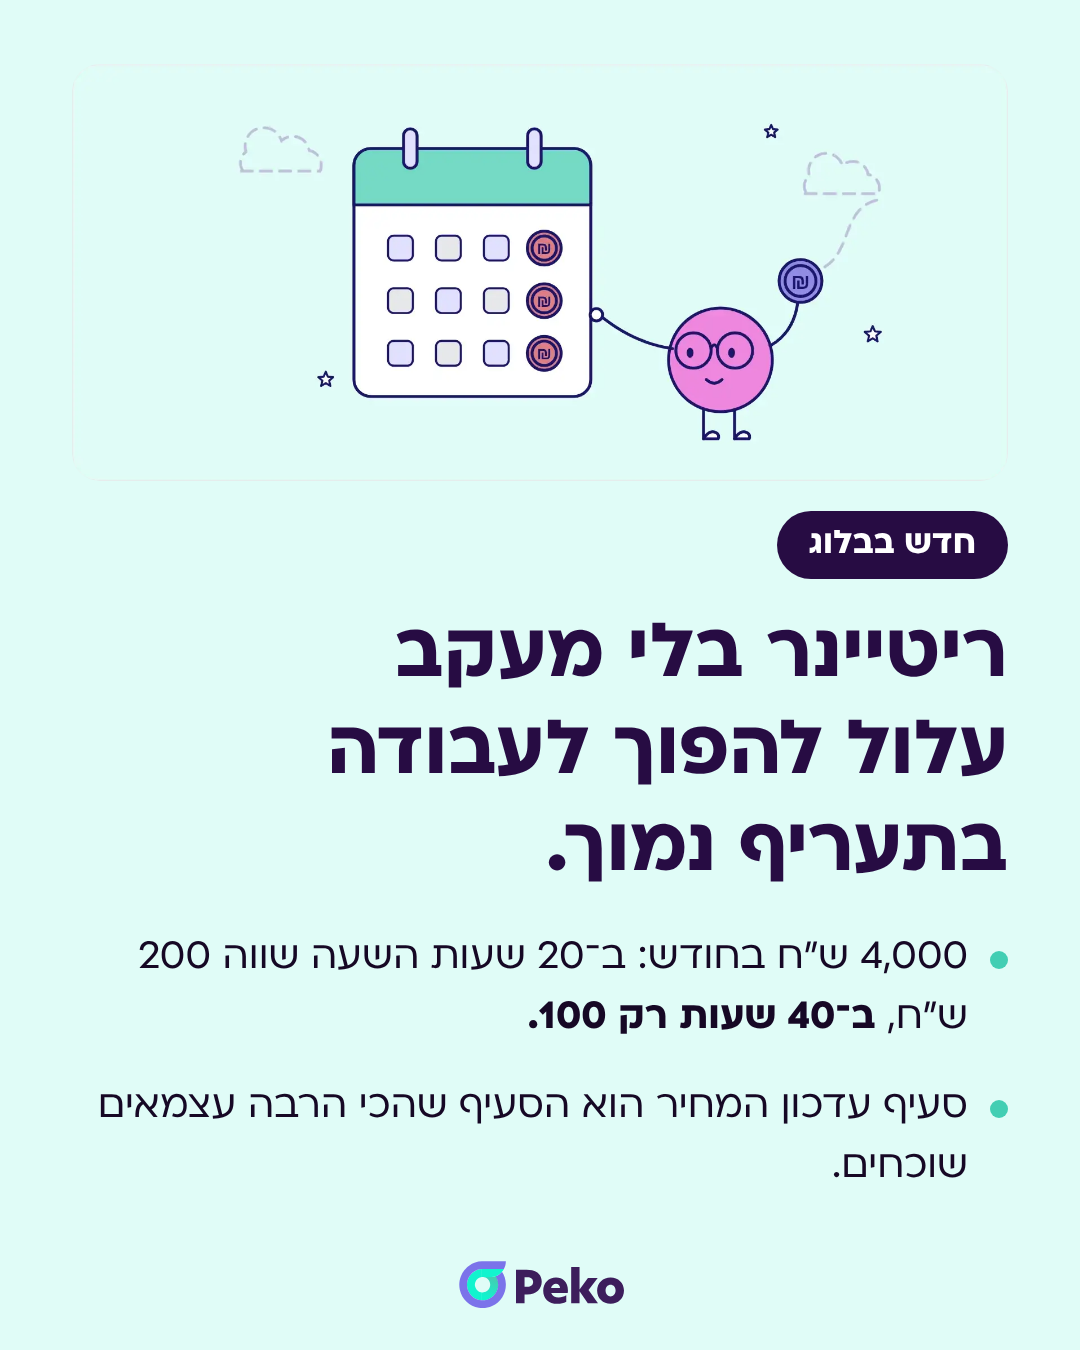 ₪
₪
₪
₪
חדש בבלוג
ריטיינר בלי מעקב
עלול להפוך לעבודה
בתעריף נמוך.
4,000 ש"ח בחודש: ב־20 שעות השעה שווה 200
ש"ח, ב־40 שעות רק 100.
סעיף עדכון המחיר הוא הסעיף שהכי הרבה עצמאים
שוכחים.
Peko